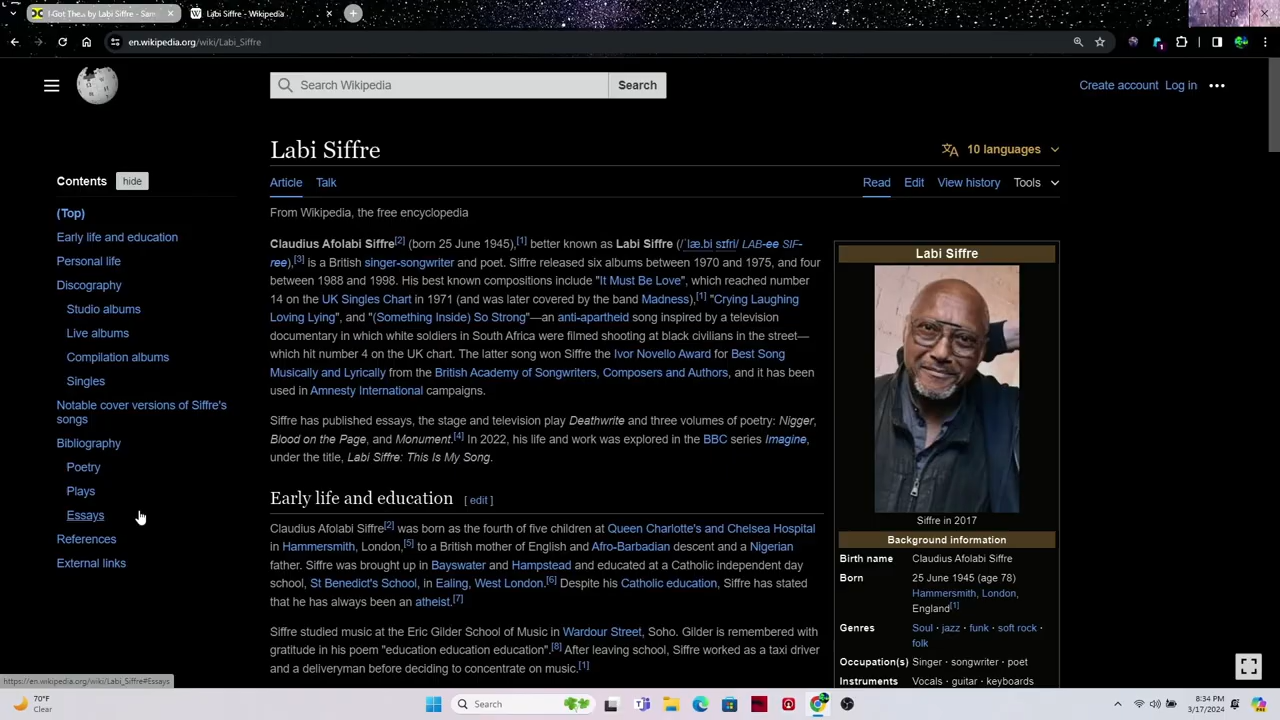 I Got The... by Labi Siffre - Sam
Labi Siffre - Wikipedia
en.wikipedia.org/wiki/Labi_Siffre
Search Wikipedia
Search
Create account Log in
Labi Siffre
10 languages
Contents hide
Article Talk
Read Edit View history Tools
(Top)
From Wikipedia, the free encyclopedia
Early life and education
Personal life
Discography
Studio albums
Live albums
Compilation albums
Singles
Notable cover versions of Siffre's
songs
Bibliography
Poetry
Plays
Essays
References
External links
Claudius Afolabi Siffre[2] (born 25 June 1945),[1] better known as Labi Siffre (/ˈlæ.bi sɪfri/ LAB-ee SIF-
ree),[3] is a British singer-songwriter and poet. Siffre released six albums between 1970 and 1975, and four
between 1988 and 1998. His best known compositions include "It Must Be Love", which reached number
14 on the UK Singles Chart in 1971 (and was later covered by the band Madness),[1] "Crying Laughing
Loving Lying", and "(Something Inside) So Strong"—an anti-apartheid song inspired by a television
documentary in which white soldiers in South Africa were filmed shooting at black civilians in the street—
which hit number 4 on the UK chart. The latter song won Siffre the Ivor Novello Award for Best Song
Musically and Lyrically from the British Academy of Songwriters, Composers and Authors, and it has been
used in Amnesty International campaigns.
Siffre has published essays, the stage and television play Deathwrite and three volumes of poetry: Nigger,
Blood on the Page, and Monument.[4] In 2022, his life and work was explored in the BBC series Imagine,
under the title, Labi Siffre: This Is My Song.
Early life and education [ edit ]
Claudius Afolabi Siffre[2] was born as the fourth of five children at Queen Charlotte's and Chelsea Hospital
in Hammersmith, London,[5] to a British mother of English and Afro-Barbadian descent and a Nigerian
father. Siffre was brought up in Bayswater and Hampstead and educated at a Catholic independent day
school, St Benedict's School, in Ealing, West London.[6] Despite his Catholic education, Siffre has stated
that he has always been an atheist.[7]
Siffre studied music at the Eric Gilder School of Music in Wardour Street, Soho. Gilder is remembered with
gratitude in his poem "education education education".[8] After leaving school, Siffre worked as a taxi driver
and a deliveryman before deciding to concentrate on music.[1]
Labi Siffre
Siffre in 2017
Background information
Birth name Claudius Afolabi Siffre
Born 25 June 1945 (age 78)
Hammersmith, London,
England[1]
Genres Soul · jazz · funk · soft rock ·
folk
Occupation(s) Singer · songwriter · poet
Instruments Vocals · guitar · keyboards
https://en.wikipedia.org/wiki/Labi_Siffre#Essays
70°F
Clear
Search
8:34 PM
3/17/2024